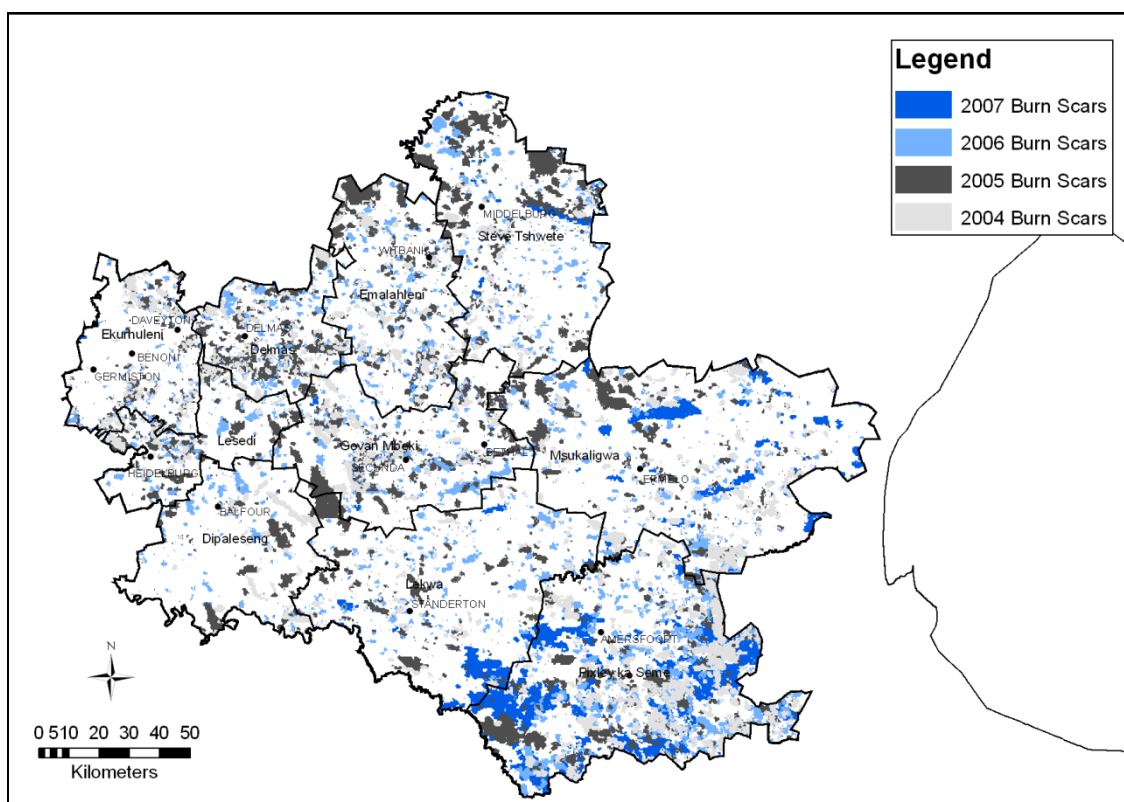 Legend
2007 Burn Scars
2006 Burn Scars
2005 Burn Scars
2004 Burn Scars
MIDDELBURG
Steve Tshwete
WITBANK
Emalahleni
DAVEYTON
Ekurhuleni
DELMAS
Delmas
BENONI
GERMISTON
Lesedi
Govan Mbeki
BETHAL
Msukaligwa
SECUNDA
HEIDELBURG
ERMELO
BALFOUR
Dipaleseng
Lekwa
STANDERTON
AMERSFOORT
Pixley ka Seme
N
0 5 10 20 30 40 50
Kilometers